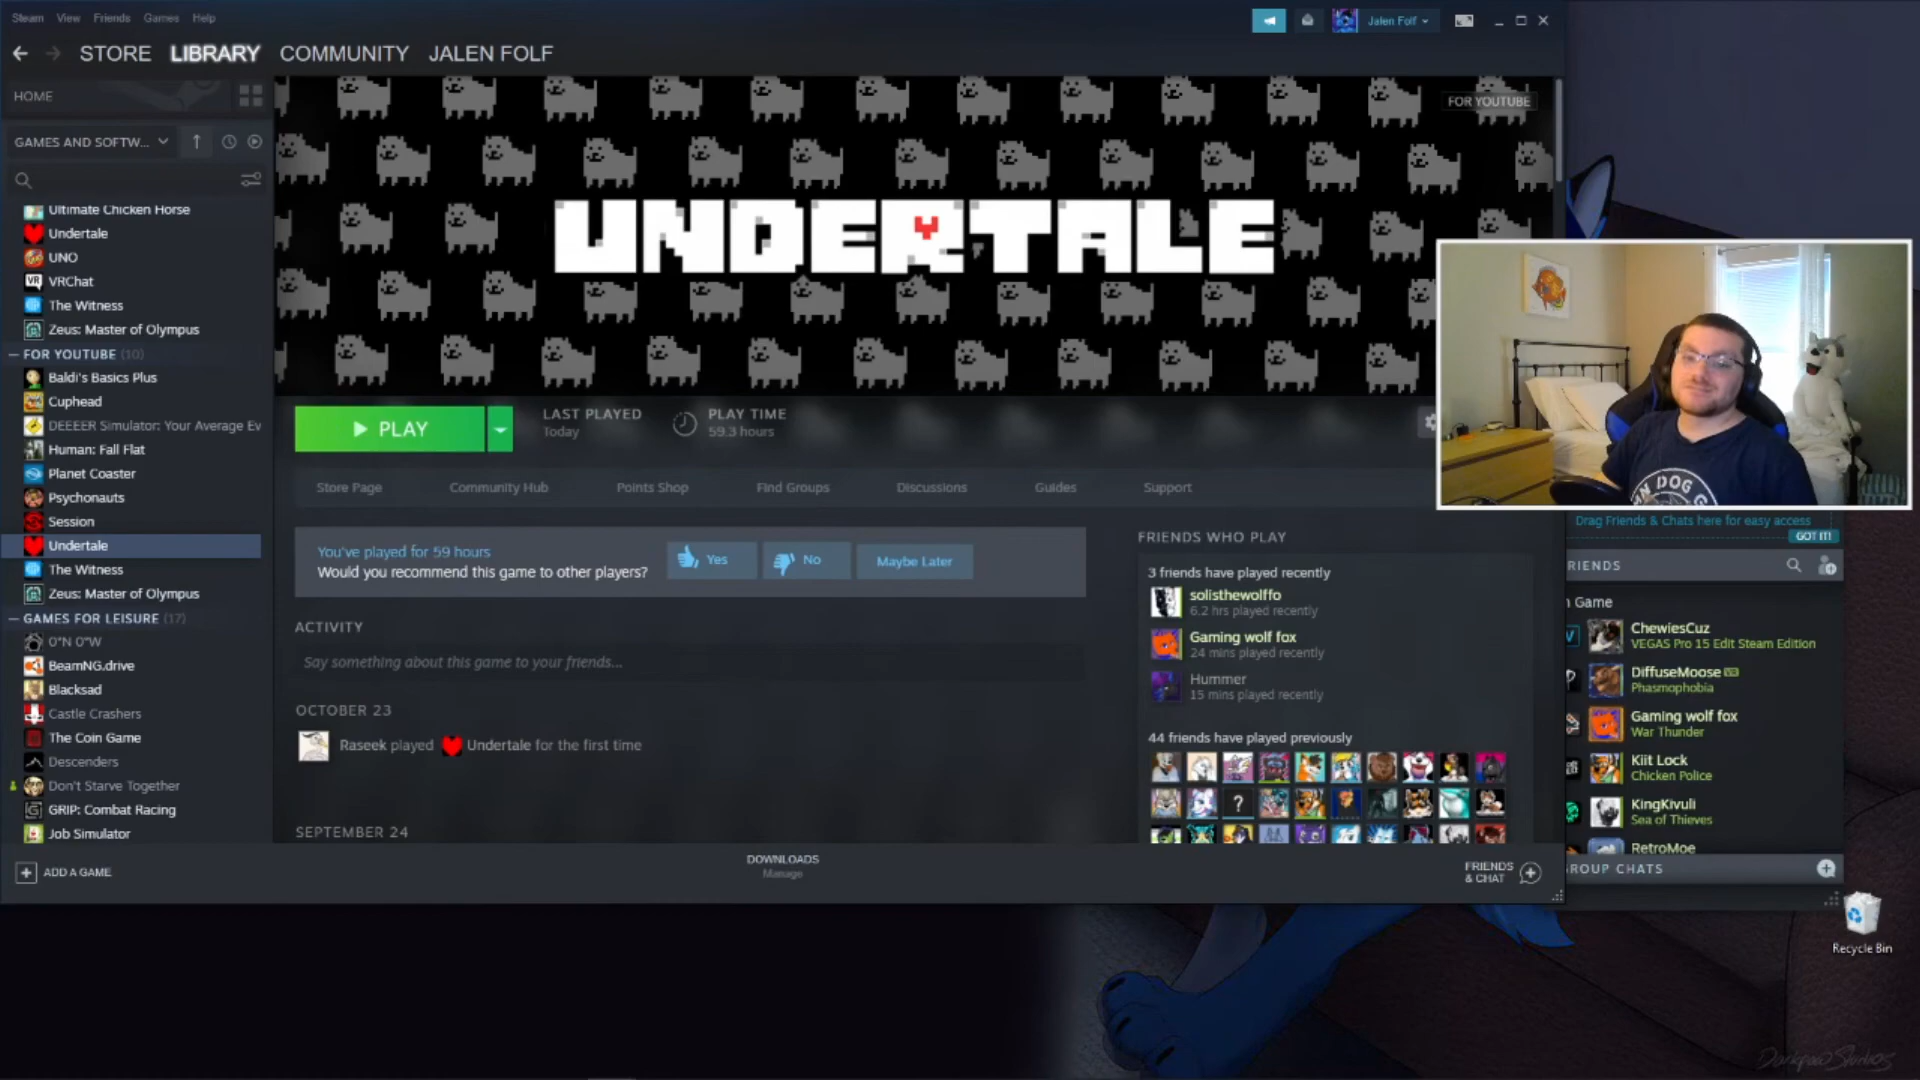 Steam View Friends Games Help
Jalen Folf
STORE LIBRARY COMMUNITY JALEN FOLF
HOME
GAMES AND SOFTW...
Ultimate Chicken Horse
Undertale
UNO
VRChat
The Witness
Zeus: Master of Olympus
— FOR YOUTUBE (10)
Baldi's Basics Plus
Cuphead
DEEEER Simulator: Your Average Ev
Human: Fall Flat
Planet Coaster
Psychonauts
Session
Undertale
The Witness
Zeus: Master of Olympus
— GAMES FOR LEISURE (17)
0°N 0°W
BeamNG.drive
Blacksad
Castle Crashers
The Coin Game
Descenders
Don't Starve Together
GRIP: Combat Racing
Job Simulator
ADD A GAME
FOR YOUTUBE
UNDERTALE
PLAY
LAST PLAYED
Today
PLAY TIME
59.3 hours
Store Page Community Hub Points Shop Find Groups Discussions Guides Support
You've played for 59 hours
Would you recommend this game to other players?
Yes No Maybe Later
ACTIVITY
Say something about this game to your friends...
OCTOBER 23
Raseek played Undertale for the first time
SEPTEMBER 24
FRIENDS WHO PLAY
3 friends have played recently
solisthewolffo
6.2 hrs played recently
Gaming wolf fox
24 mins played recently
Hummer
15 mins played recently
44 friends have played previously
?
DOWNLOADS
Manage
FRIENDS
& CHAT
Drag Friends & Chats here for easy access
GOT IT!
RIENDS
n Game
ChewiesCuz
VEGAS Pro 15 Edit Steam Edition
DiffuseMoose
Phasmophobia
Gaming wolf fox
War Thunder
Kiit Lock
Chicken Police
KingKivuli
Sea of Thieves
RetroMoe
ROUP CHATS
Recycle Bin